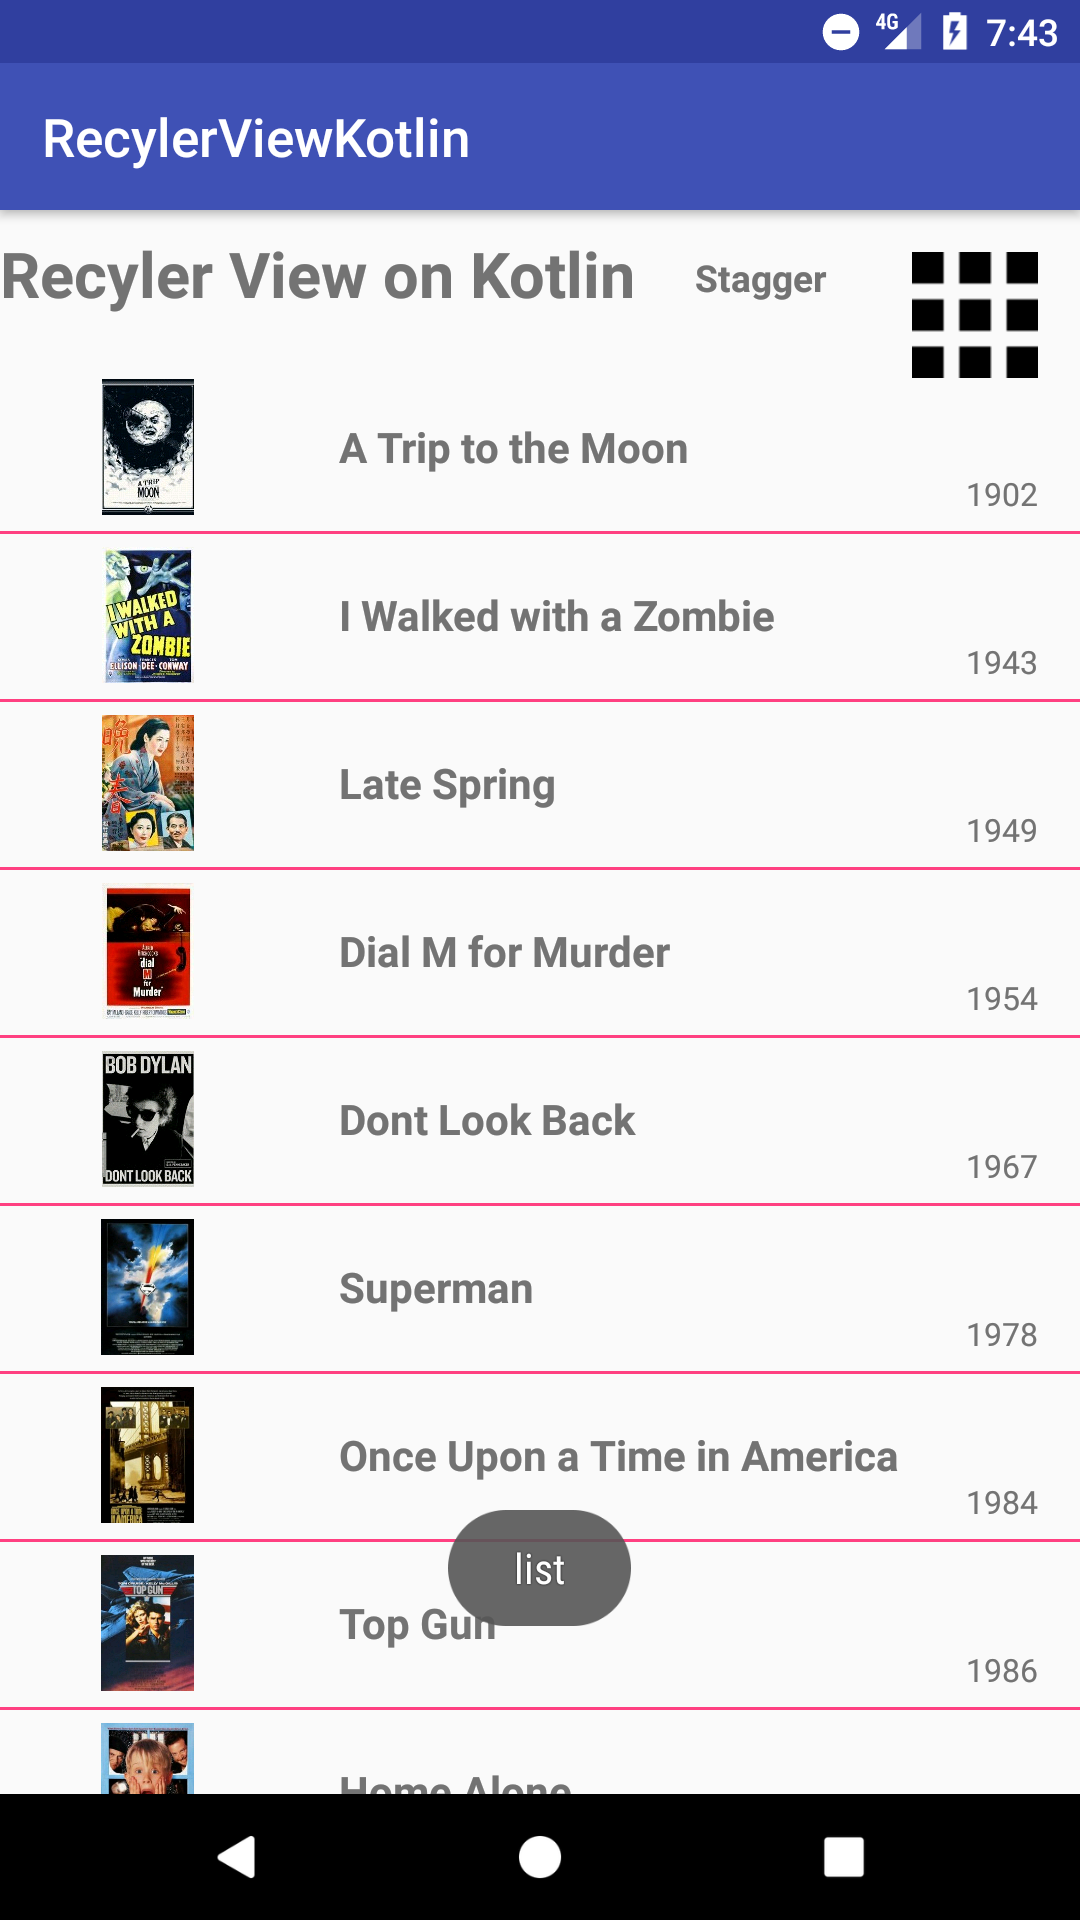 4G 7:43
RecylerViewKotlin
Recyler View on Kotlin Stagger
A TRIP
MOON
A Trip to the Moon
1902
I WALKED
WITH A
ZOMBIE
ELLISON DEE·CONWAY
I Walked with a Zombie
1943
Late Spring
1949
dial
M
for
Murder
Dial M for Murder
1954
BOB DYLAN
DONT LOOK BACK
Dont Look Back
1967
Superman
1978
Once Upon a Time in America
1984
list
TOP GUN
Top Gun
1986
Home Alone